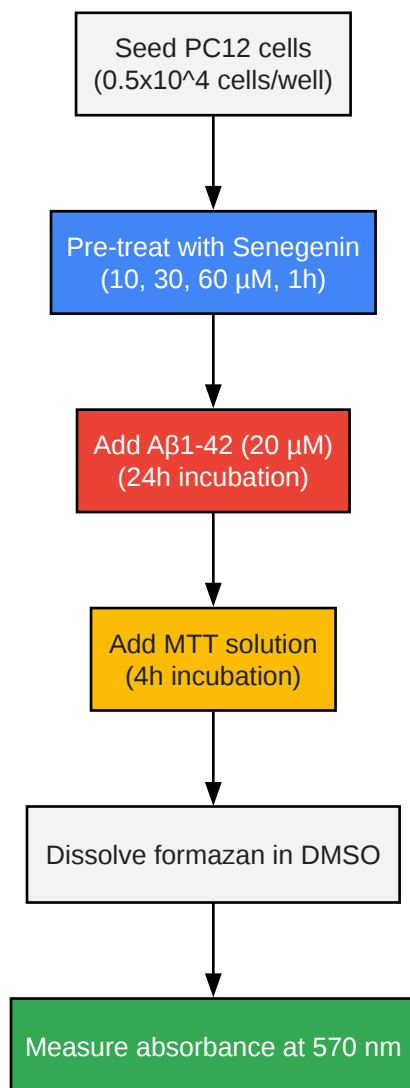 Seed PC12 cells
(0.5x10^4 cells/well)
Pre-treat with Senegenin
(10, 30, 60 µM, 1h)
Add Aβ1-42 (20 µM)
(24h incubation)
Add MTT solution
(4h incubation)
Dissolve formazan in DMSO
Measure absorbance at 570 nm